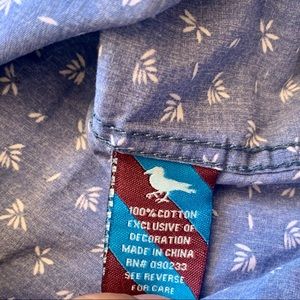 100% COTTON
EXCLUSIVE OF
DECORATION
MADE IN CHINA
RN# 090233
SEE REVERSE
FOR CARE